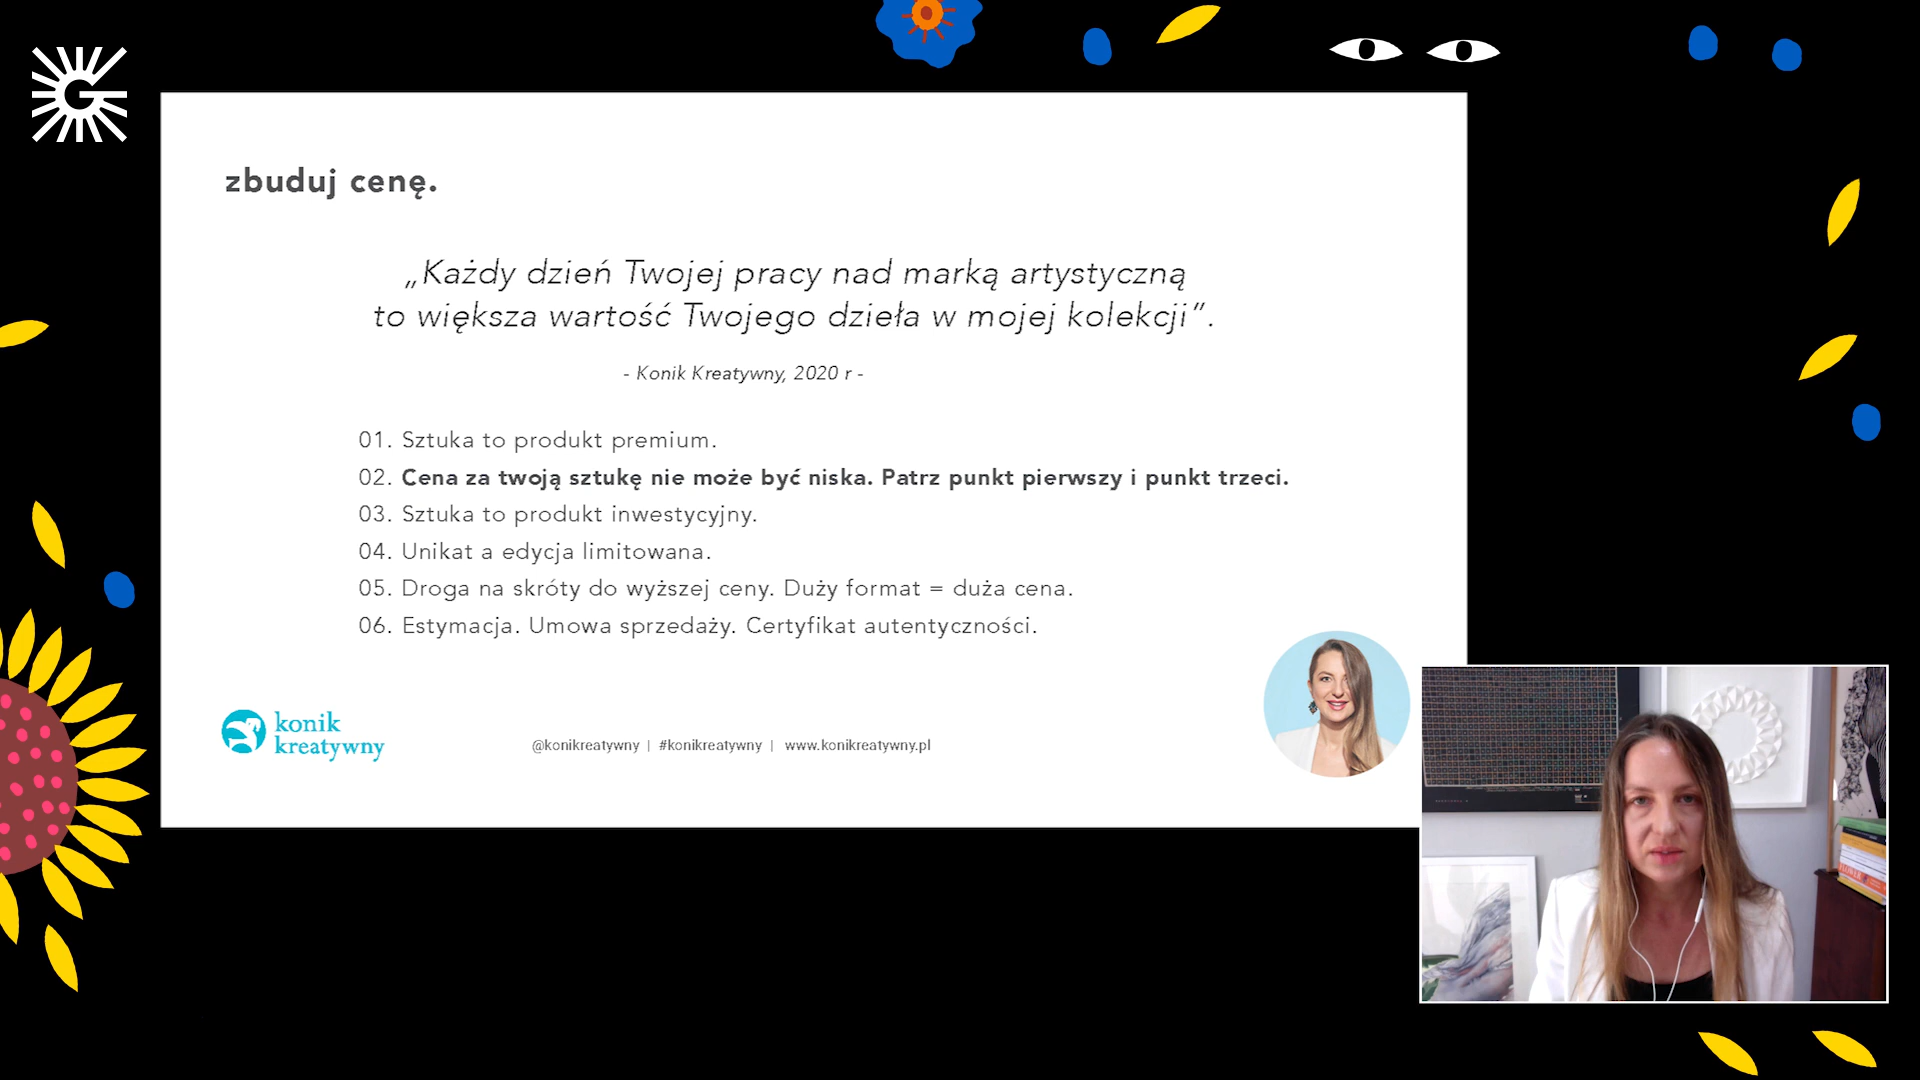 zbuduj cenę.
„Każdy dzień Twojej pracy nad marką artystyczną
to większa wartość Twojego dzieła w mojej kolekcji”.
- Konik Kreatywny, 2020 r -
01. Sztuka to produkt premium.
02. Cena za twoją sztukę nie może być niska. Patrz punkt pierwszy i punkt trzeci.
03. Sztuka to produkt inwestycyjny.
04. Unikat a edycja limitowana.
05. Droga na skróty do wyższej ceny. Duży format = duża cena.
06. Estymacja. Umowa sprzedaży. Certyfikat autentyczności.
konik
kreatywny
@konikreatywny | #konikreatywny | www.konikreatywny.pl